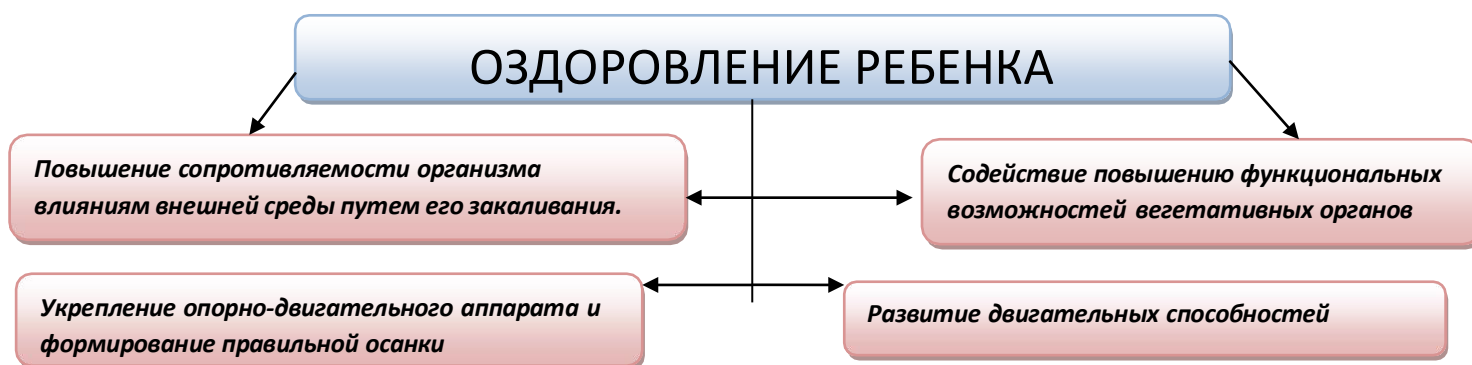 ОЗДОРОВЛЕНИЕ РЕБЕНКА
Повышение сопротивляемости организма
влияниям внешней среды путем его закаливания.
Содействие повышению функциональных
возможностей вегетативных органов
Укрепление опорно-двигательного аппарата и
формирование правильной осанки
Развитие двигательных способностей